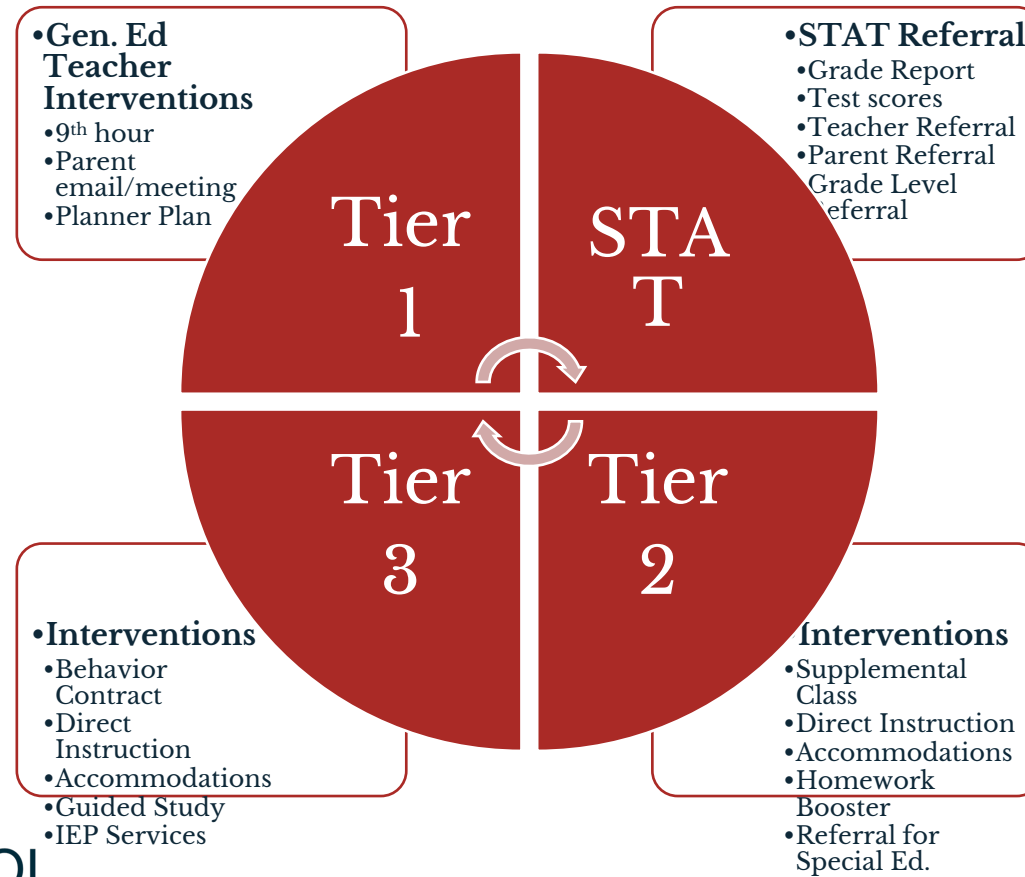 •Gen. Ed
Teacher
Interventions
•9th hour
•Parent
email/meeting
•Planner Plan
•STAT Referral
•Grade Report
•Test scores
•Teacher Referral
•Parent Referral
Grade Level
eferral
Tier
1
STA
T
Tier
3
Tier
2
•Interventions
•Behavior
Contract
•Direct
Instruction
•Accommodations
•Guided Study
•IEP Services
Interventions
•Supplemental
Class
•Direct Instruction
•Accommodations
•Homework
Booster
•Referral for
Special Ed.